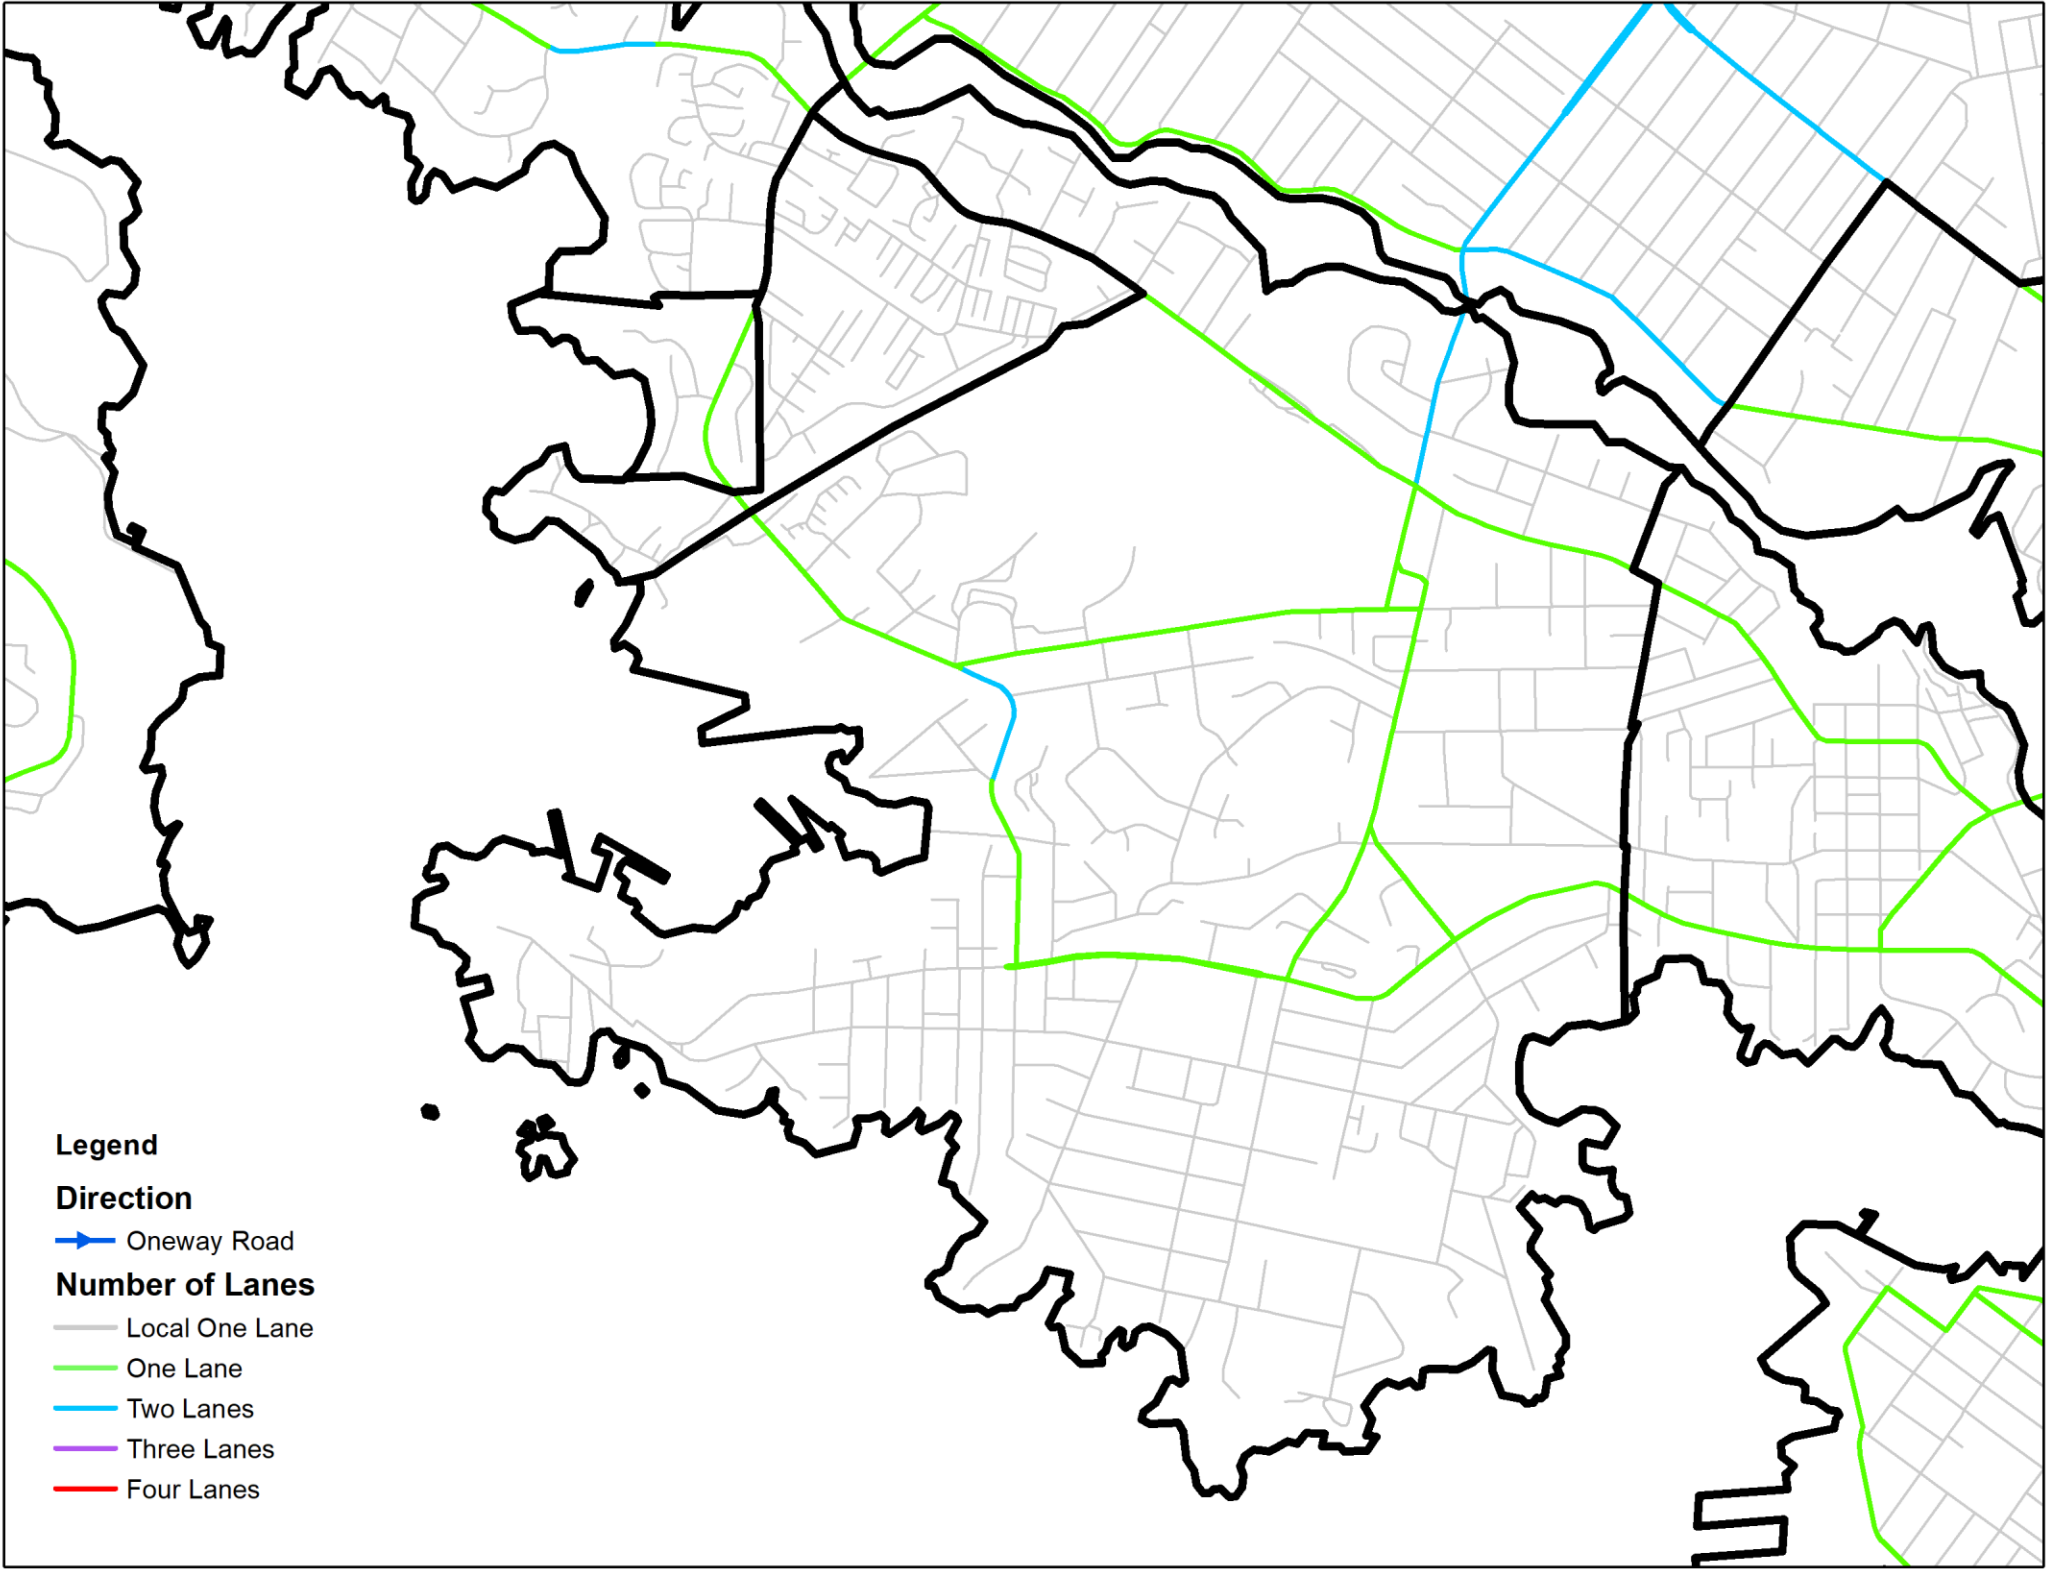 Legend
Direction
Oneway Road
Number of Lanes
Local One Lane
One Lane
Two Lanes
Three Lanes
Four Lanes